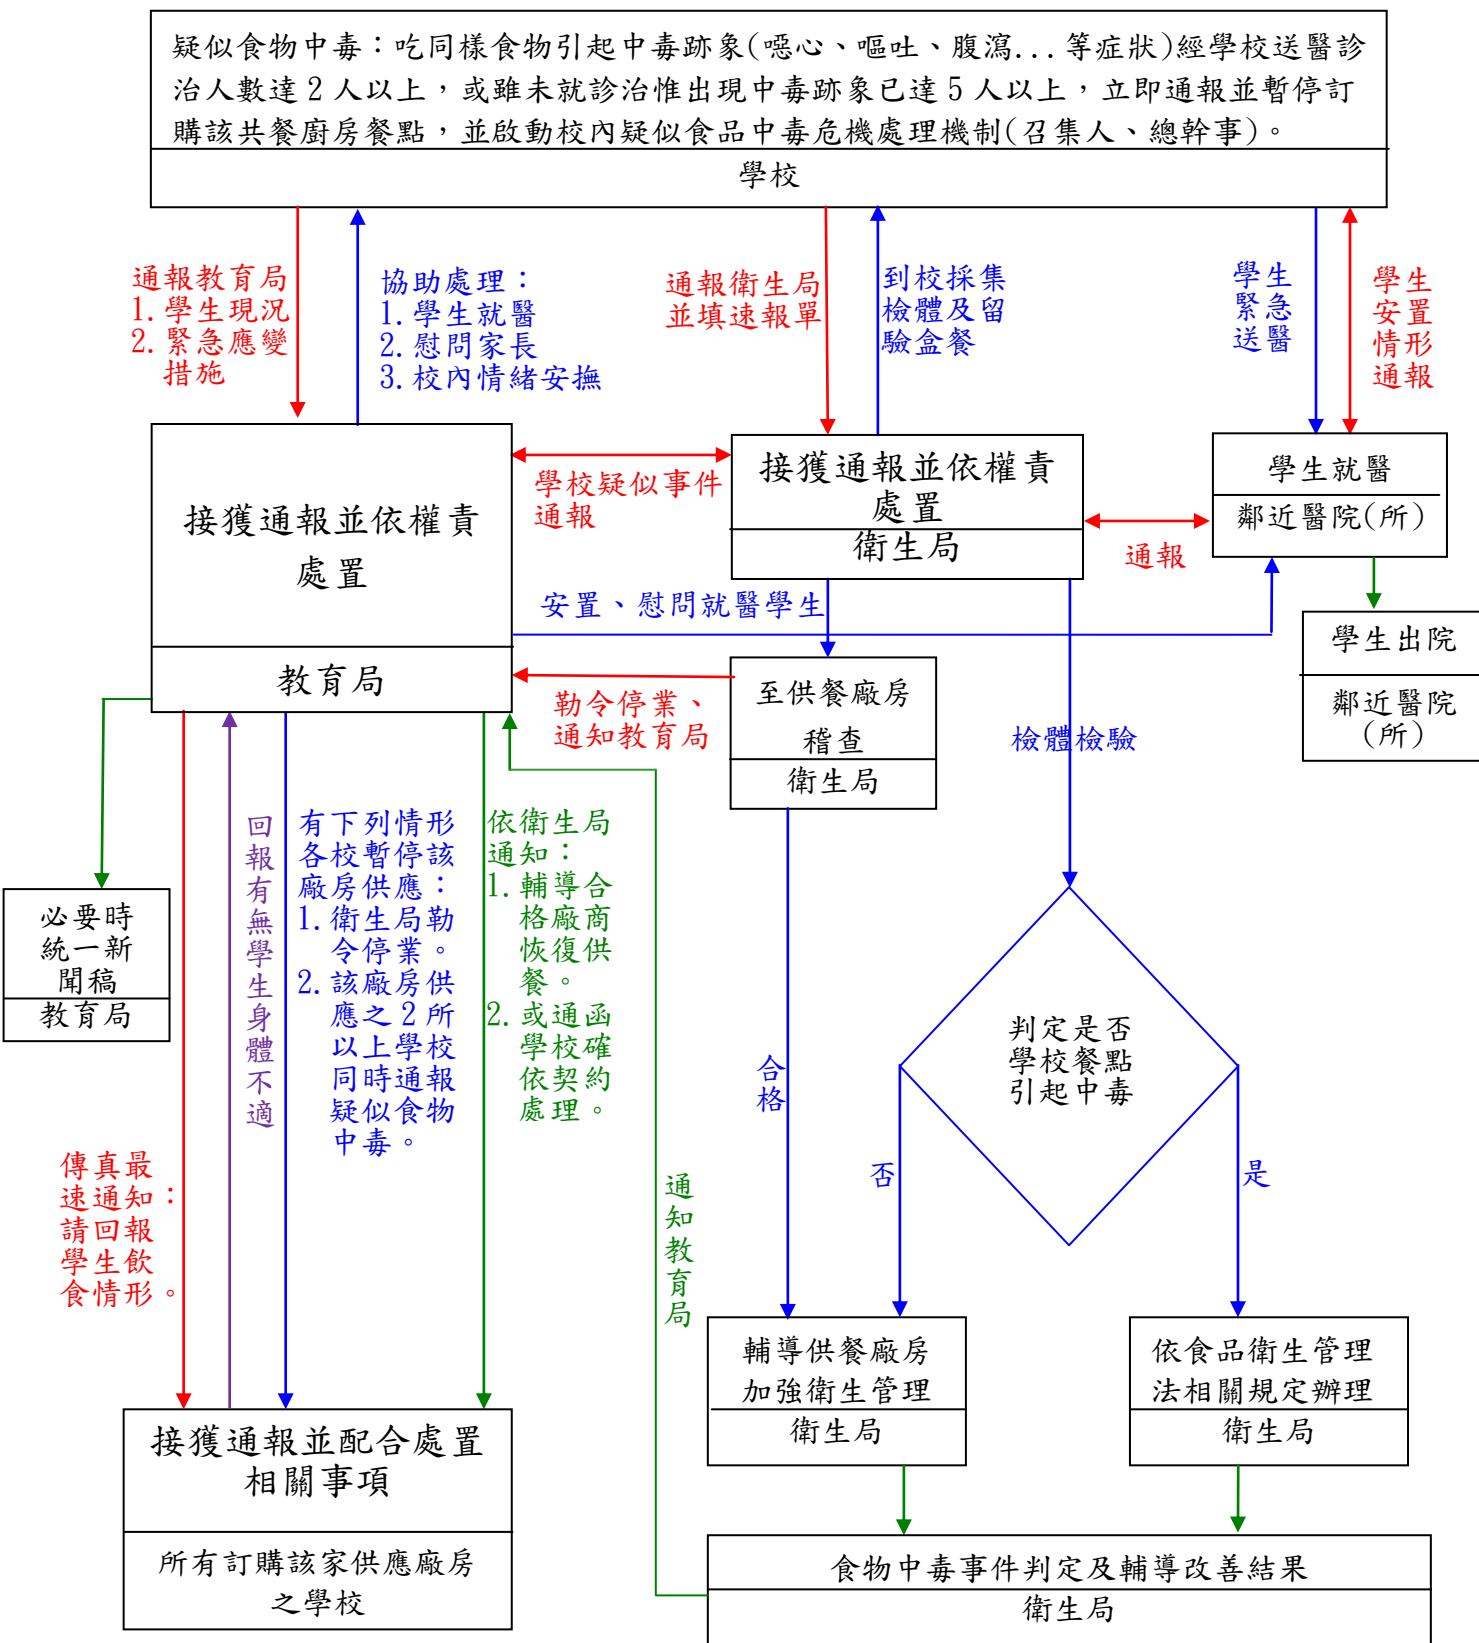 疑似食物中毒：吃同樣食物引起中毒跡象(噁心、嘔吐、腹瀉...等症狀)經學校送醫診
治人數達2人以上，或雖未就診治惟出現中毒跡象已達5人以上，立即通報並暫停訂
購該共餐廚房餐點，並啟動校內疑似食品中毒危機處理機制(召集人、總幹事)。
學校
通報教育局
1.學生現況
2.緊急應變
措施
協助處理：
1.學生就醫
2.慰問家長
3.校內情緒安撫
通報衛生局
並填速報單
到校採集
檢體及留
驗盒餐
學生
緊急
送醫
學生
安置
情形
通報
接獲通報並依權責
處置
教育局
學校疑似事件
通報
接獲通報並依權責
處置
衛生局
通報
學生就醫
鄰近醫院(所)
安置、慰問就醫學生
學生出院
鄰近醫院
(所)
勒令停業、
通知教育局
至供餐廠房
稽查
衛生局
檢體檢驗
必要時
統一新
聞稿
教育局
回報有無學生身體不適
有下列情形
各校暫停該
廠房供應：
1.衛生局勒
令停業。
2.該廠房供
應之2所
以上學校
同時通報
疑似食物
中毒。
依衛生局
通知：
1.輔導合
格廠商
恢復供
餐。
2.或通函
學校確
依契約
處理。
傳真最
速通知：
請回報
學生飲
食情形。
合格
判定是否
學校餐點
引起中毒
否
是
通知教育局
輔導供餐廠房
加強衛生管理
衛生局
依食品衛生管理
法相關規定辦理
衛生局
接獲通報並配合處置
相關事項
所有訂購該家供應廠房
之學校
食物中毒事件判定及輔導改善結果
衛生局